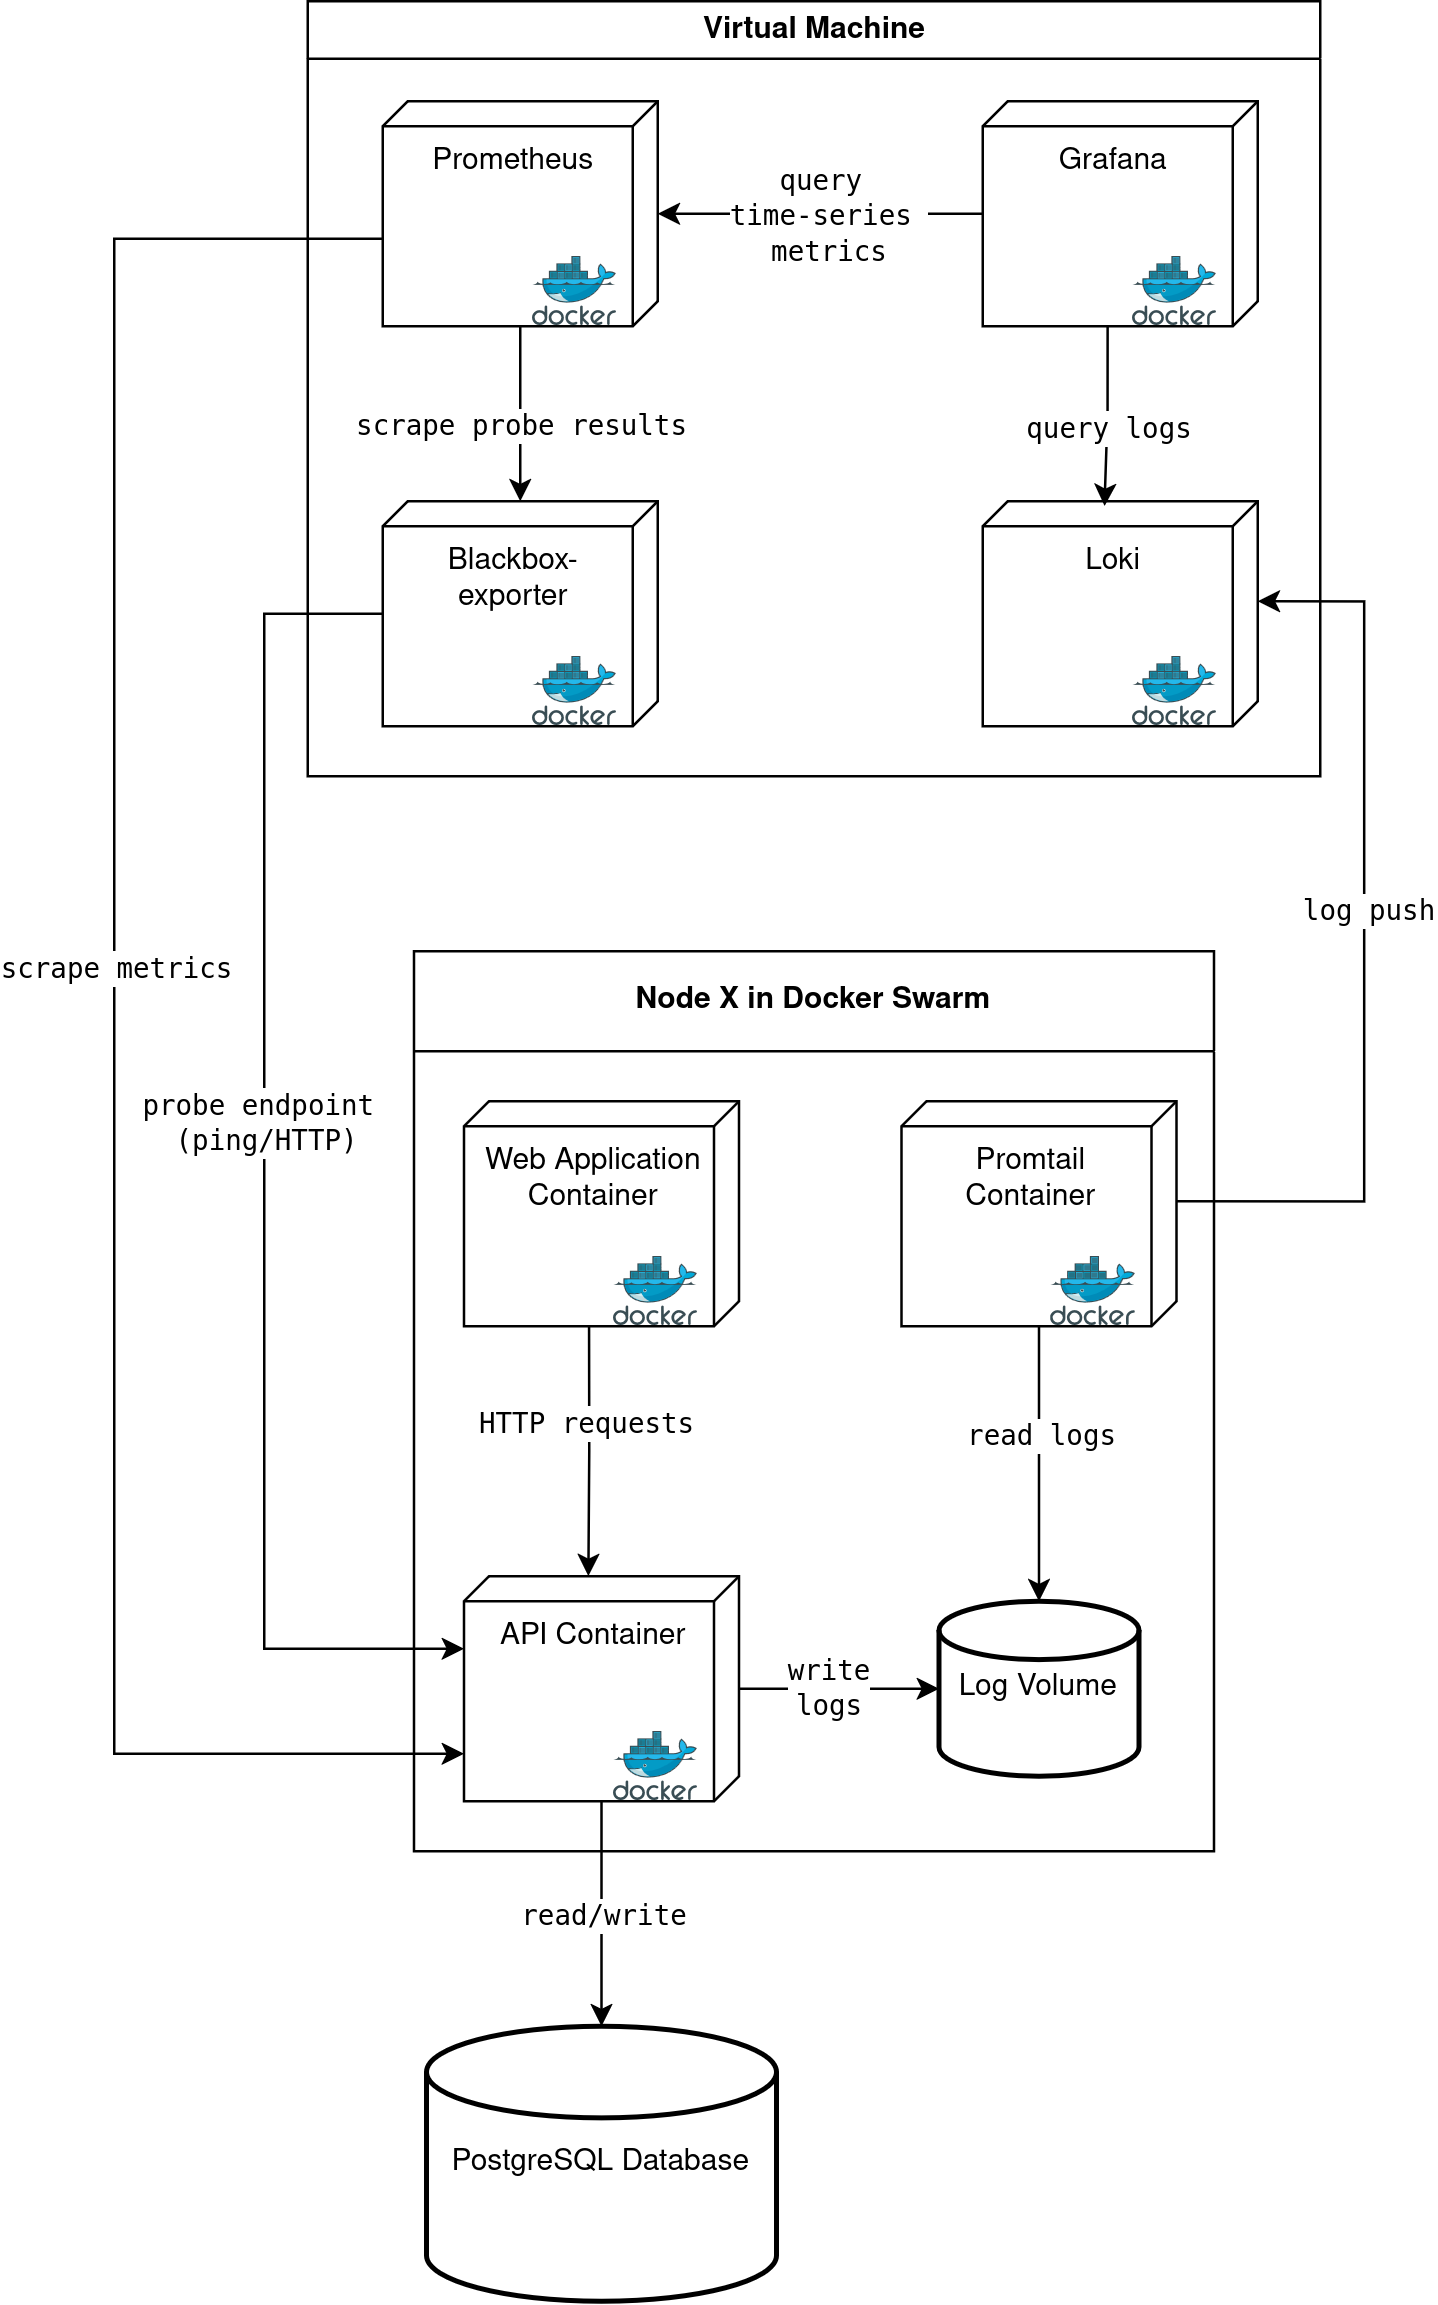 Virtual Machine
Prometheus
docker
query
time-series
metrics
Grafana
docker
scrape probe results
query logs
Blackbox-
exporter
docker
Loki
docker
log push
scrape metrics
probe endpoint
(ping/HTTP)
Node X in Docker Swarm
Web Application
Container
docker
Promtail
Container
docker
HTTP requests
read logs
API Container
docker
write
logs
Log Volume
read/write
PostgreSQL Database